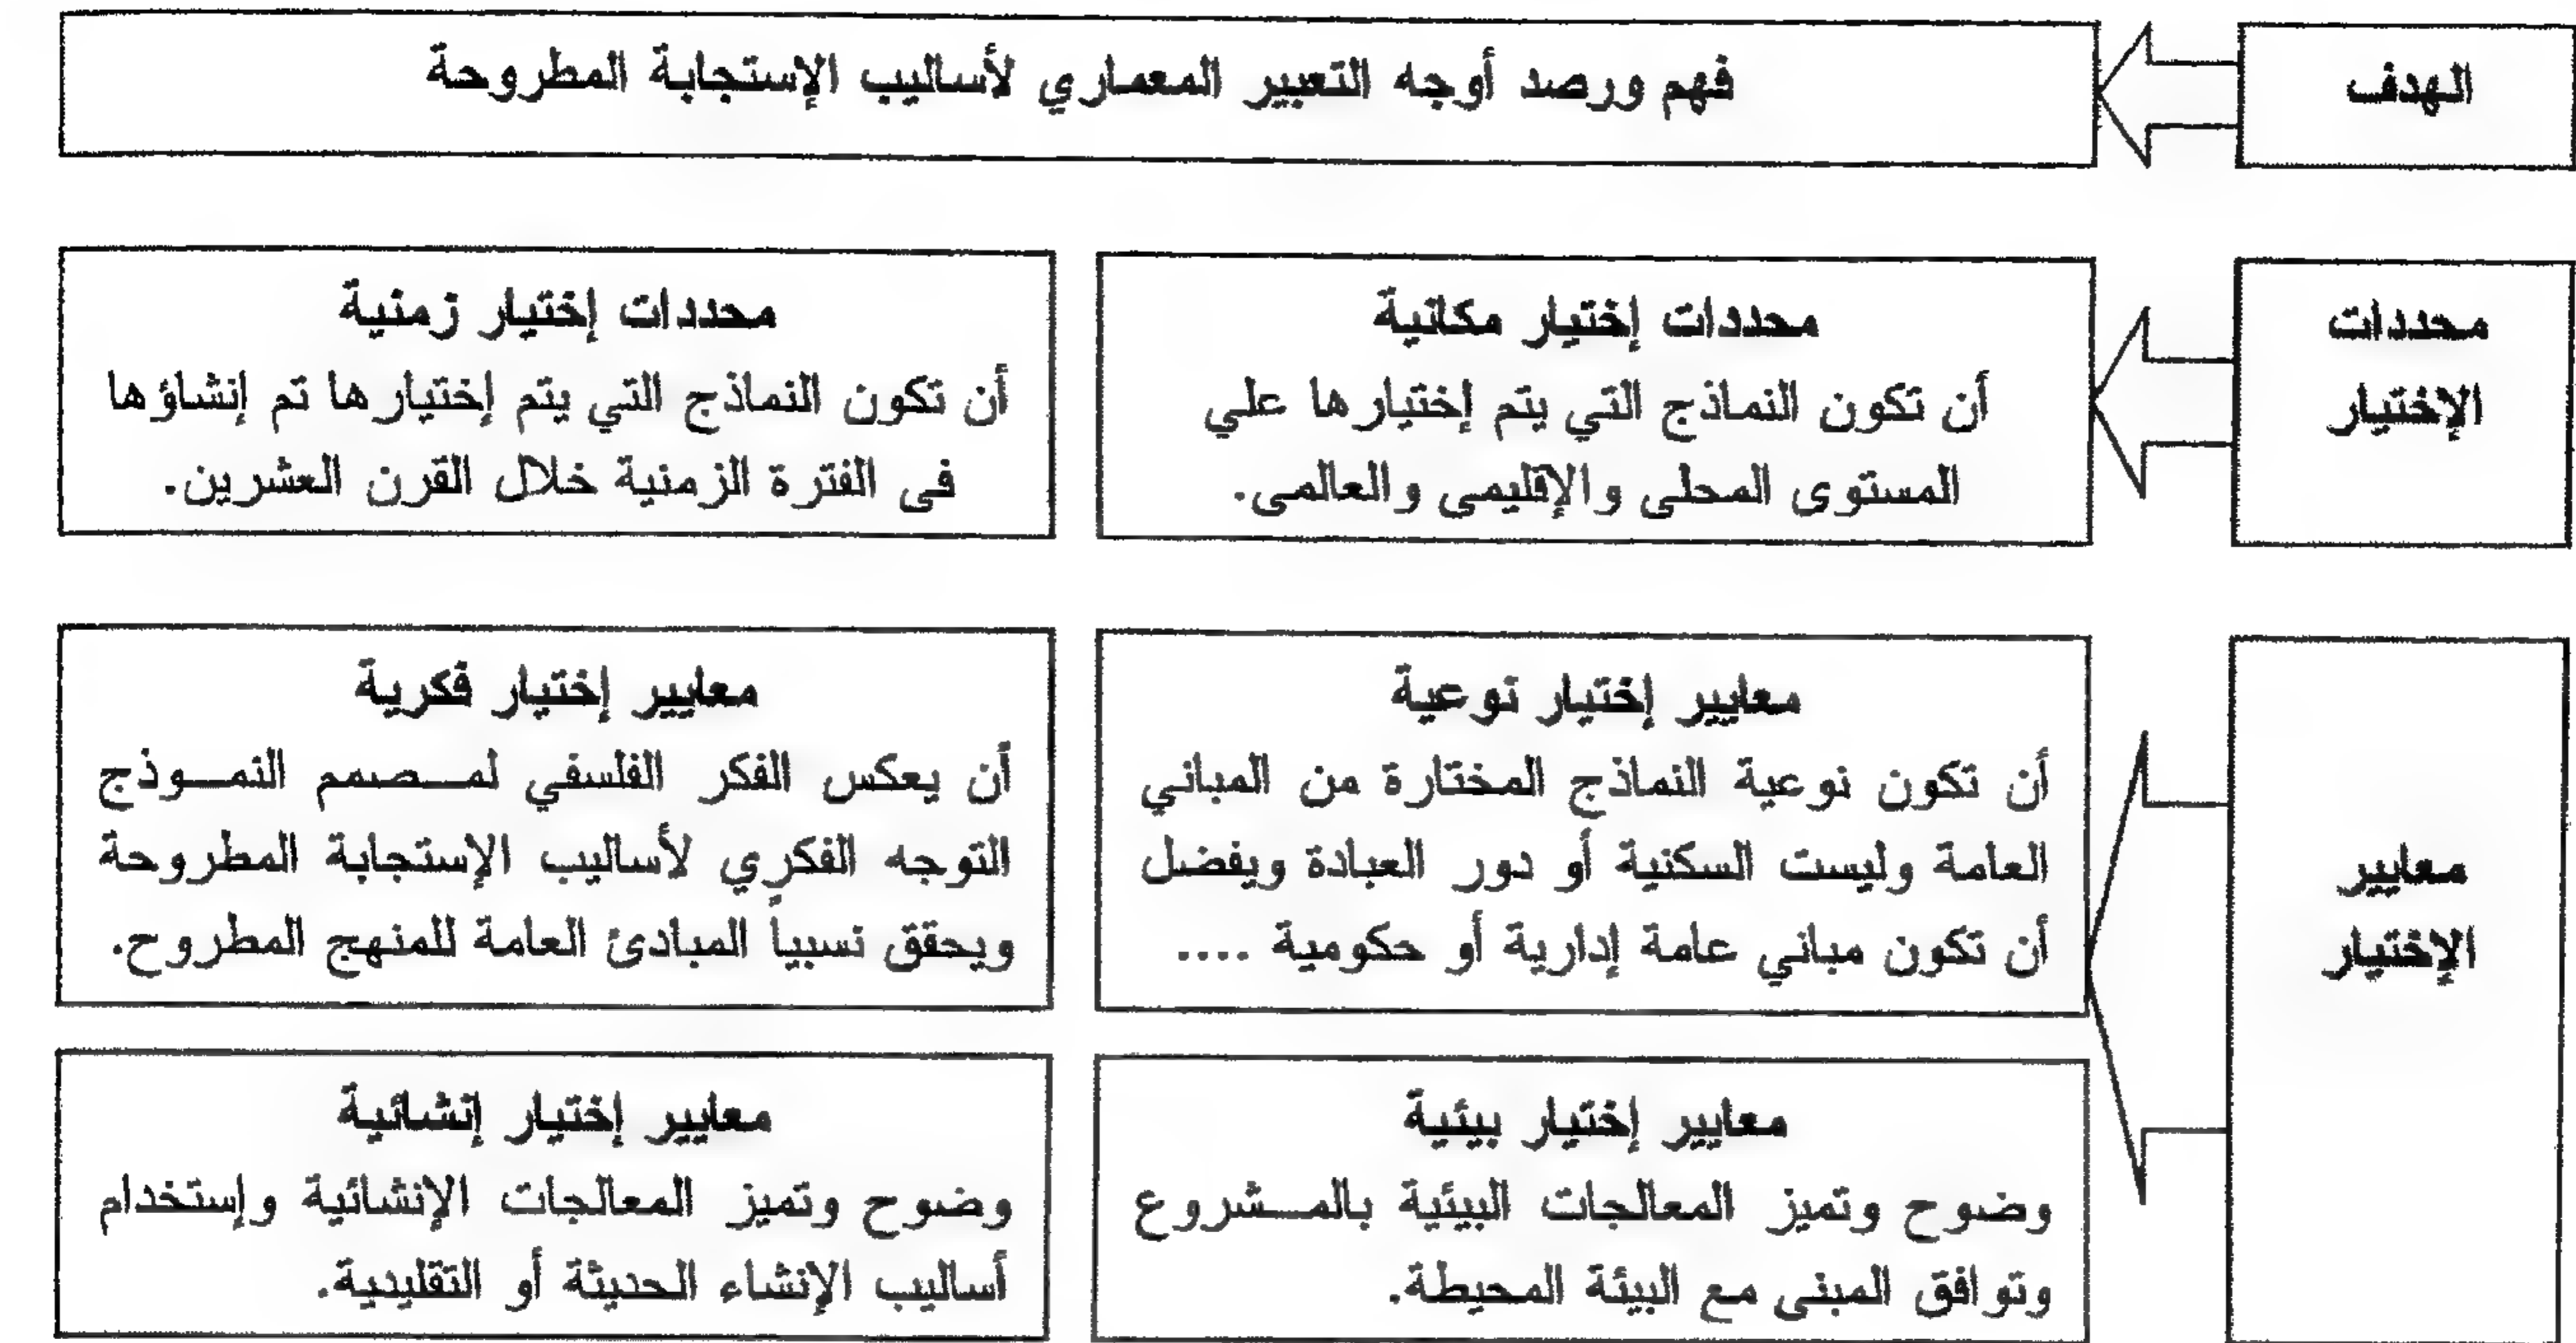 الهدف
فهم ورصد أوجه التعبير المعماري لأساليب الإستجابة المطروحة
محددات
الإختيار
محددات إختيار مكانية
أن تكون النماذج التي يتم إختيارها علي
المستوى المحلى والإقليمى والعالمى.
محددات إختيار زمنية
أن تكون النماذج التي يتم إختيارها تم إنشاؤها
فى الفترة الزمنية خلال القرن العشرين.
معايير
الإختيار
معايير إختيار نوعية
أن تكون نوعية النماذج المختارة من المباني
العامة وليست السكنية أو دور العبادة ويفضل
أن تكون مباني عامة إدارية أو حكومية ....
معايير إختيار فكرية
أن يعكس الفكر الفلسفي لمـصمم النمـوذج
التوجه الفكري لأساليب الإستجابة المطروحة
ويحقق نسبياً المبادئ العامة للمنهج المطروح.
معايير إختيار بيئية
وضوح وتميز المعالجات البيئية بالمـشروع
وتوافق المبنى مع البيئة المحيطة.
معايير إختيار إنشائية
وضوح وتميز المعالجات الإنشائية وإستخدام
أساليب الإنشاء الحديثة أو التقليدية.